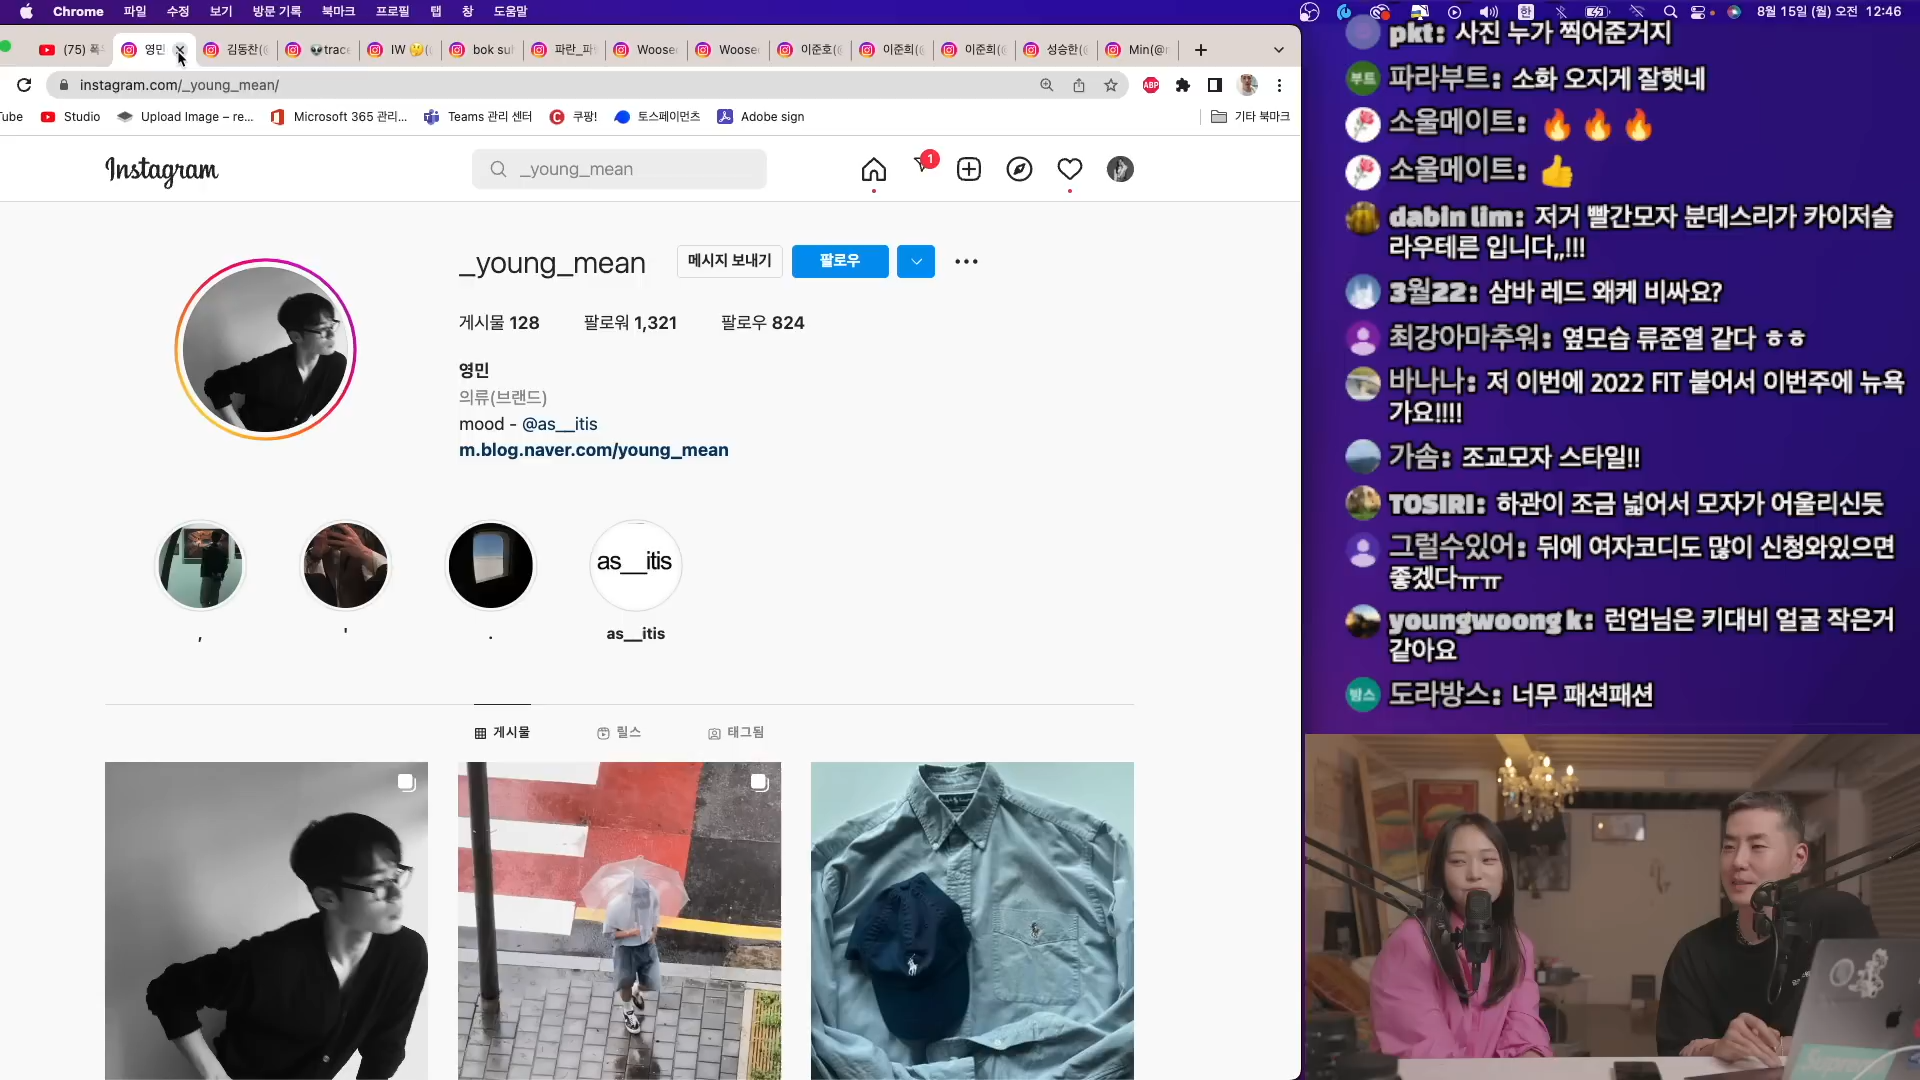 Chrome 파일 수정 보기 방문 기록 북마크 프로필 탭 창 도움말
한
8월 15일 (월) 오전 12:46
(75) 폭우
영민
김동찬(@
trace
IW
bok su
파란_파
Woose
Woose
이준호(@
이준희(@
이준희(@
성승한(@
Min(@r
instagram.com/_young_mean/
ABP
Tube
Studio
Upload Image – re...
Microsoft 365 관리...
Teams 관리 센터
쿠팡!
토스페이먼츠
Adobe sign
기타 북마크
Instagram
_young_mean
1
_young_mean
메시지 보내기
팔로우
게시물 128 팔로워 1,321 팔로우 824
영민
의류(브랜드)
mood - @as__itis
m.blog.naver.com/young_mean
as__itis
,
'
.
as__itis
게시물
릴스
태그됨
pkt: 사진 누가 찍어준거지
부트
파라부트: 소화 오지게 잘햇네
소울메이트: 🔥🔥🔥
소울메이트: 👍
dabin lim: 저거 빨간모자 분데스리가 카이저슬
라우테른 입니다,,!!!
3월22: 삼바 레드 왜케 비싸요?
최강아마추워: 옆모습 류준열 같다 ㅎㅎ
바나나: 저 이번에 2022 FIT 붙어서 이번주에 뉴욕
가요!!!!
가솜: 조교모자 스타일!!
TOSIRI: 하관이 조금 넓어서 모자가 어울리신듯
그럴수있어: 뒤에 여자코디도 많이 신청와있으면
좋겠다ㅠㅠ
youngwoong k: 런업님은 키대비 얼굴 작은거
같아요
방스
도라방스: 너무 패션패션
Supreme